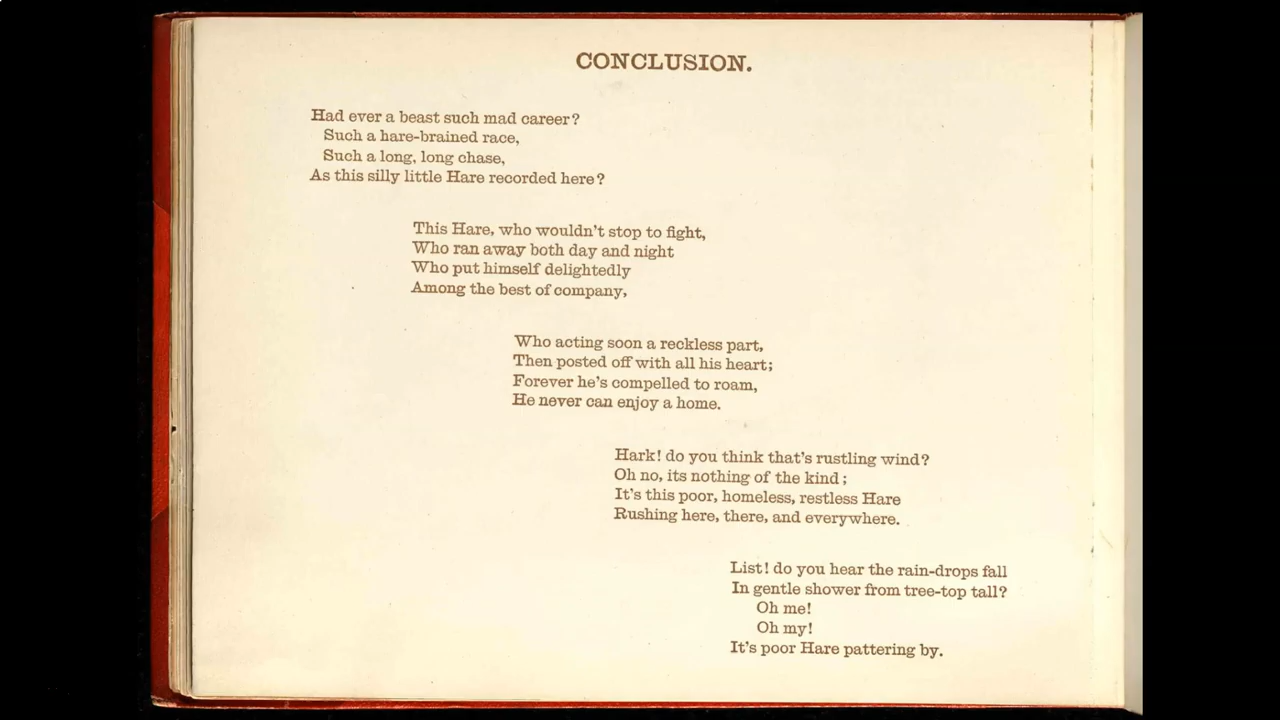 CONCLUSION.
Had ever a beast such mad career?
Such a hare-brained race,
Such a long, long chase,
As this silly little Hare recorded here?
This Hare, who wouldn't stop to fight,
Who ran away both day and night
Who put himself delightedly
Among the best of company,
Who acting soon a reckless part,
Then posted off with all his heart;
Forever he's compelled to roam,
He never can enjoy a home.
Hark! do you think that's rustling wind?
Oh no, its nothing of the kind;
It's this poor, homeless, restless Hare
Rushing here, there, and everywhere.
List! do you hear the rain-drops fall
In gentle shower from tree-top tall?
Oh me!
Oh my!
It's poor Hare pattering by.